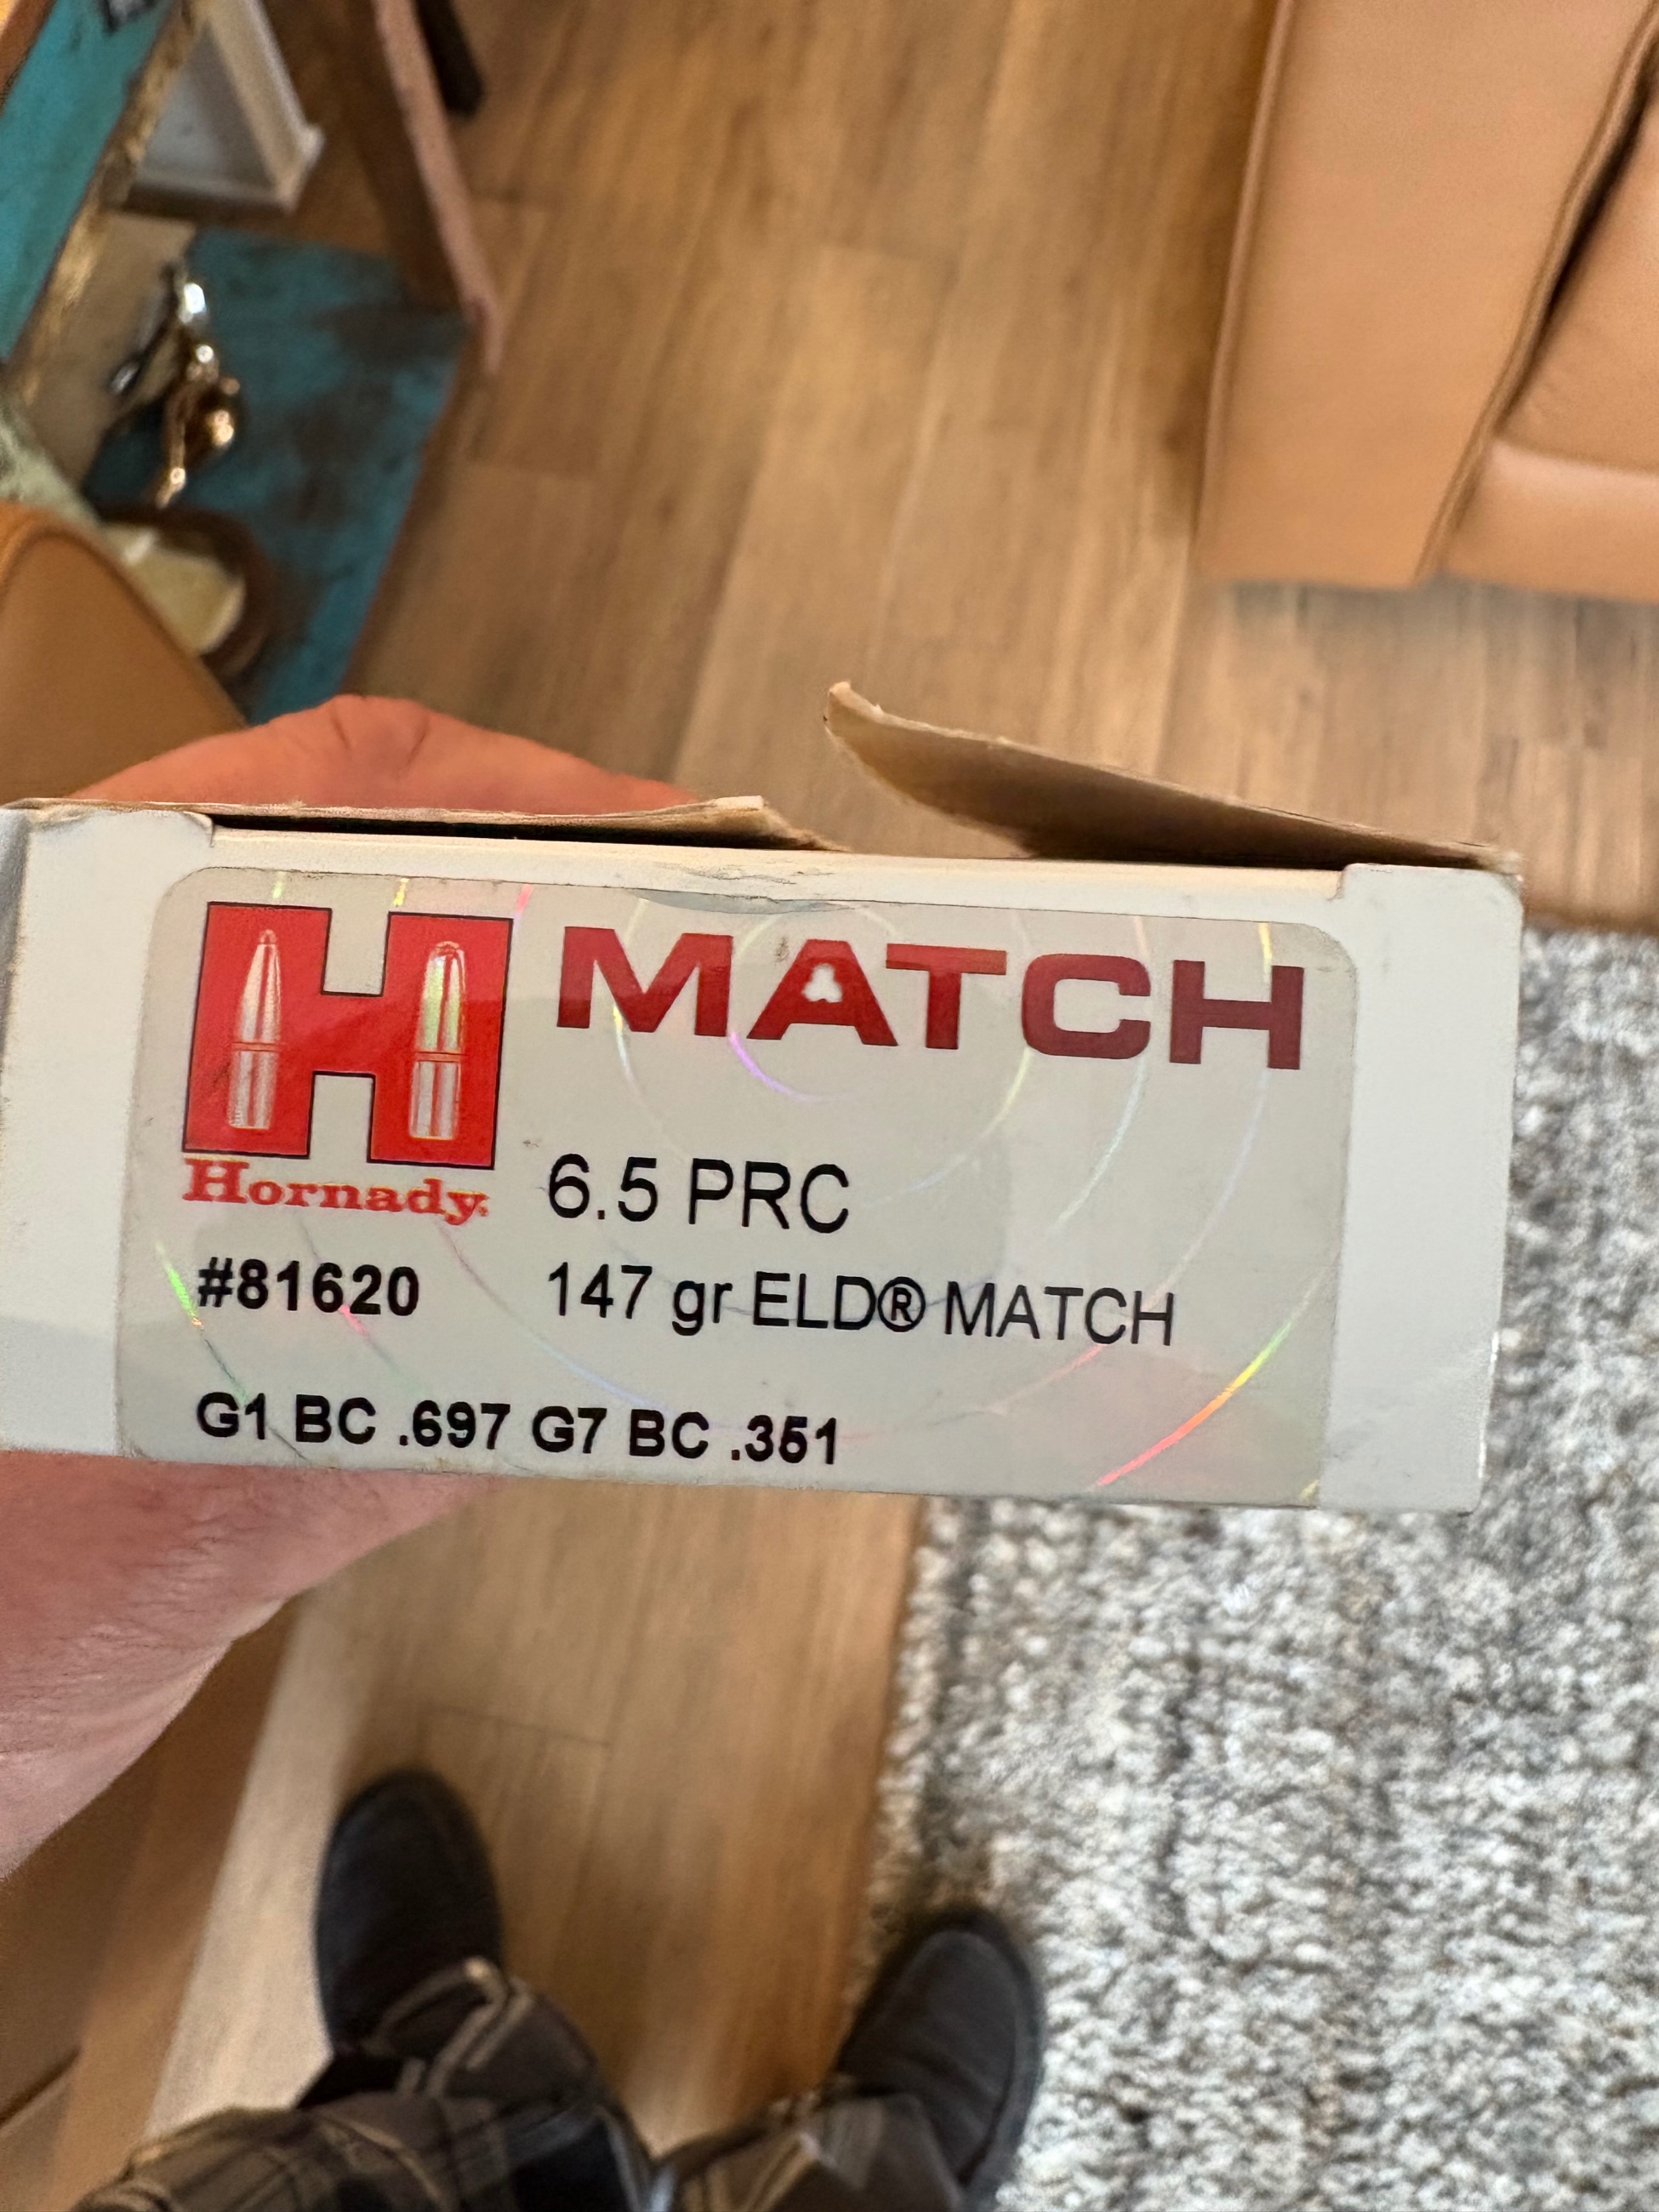 MATCH
Hornady
6.5 PRC
#81620 147 gr ELD® MATCH
G1 BC .697 G7 BC .351